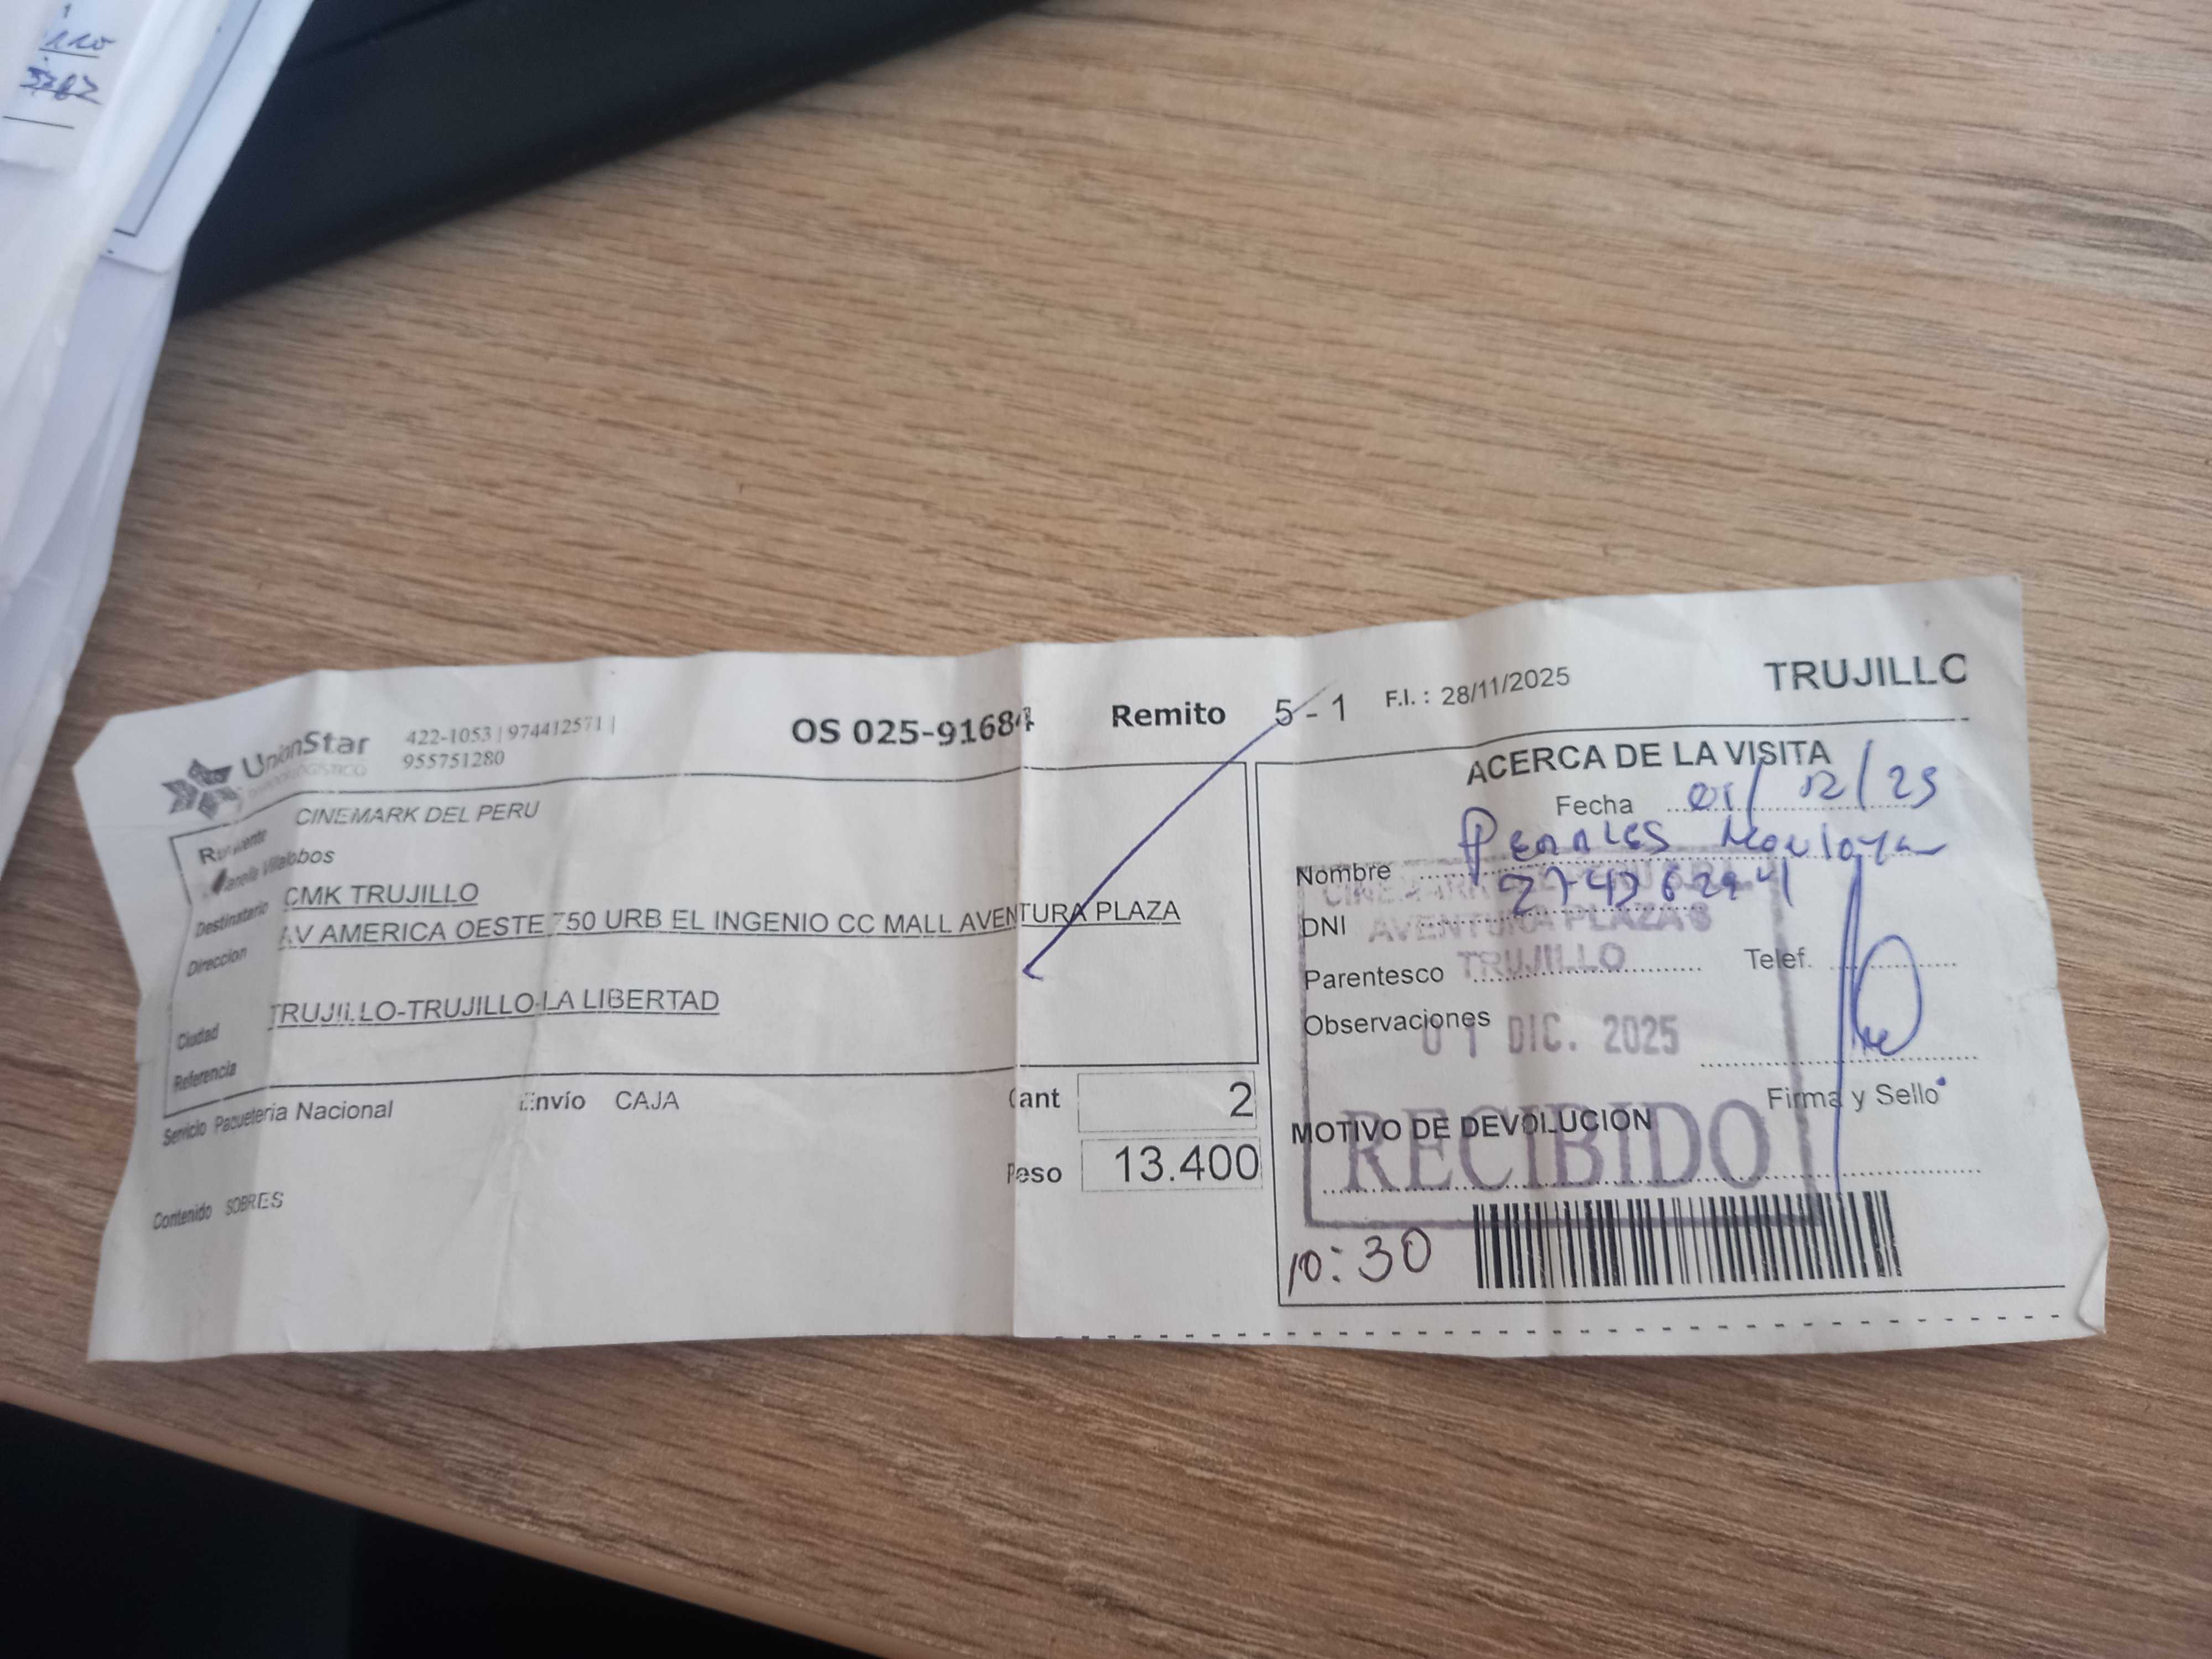 UnionStar
422-1053 | 974412571 |
955751280
OS 025-91684
Remito 5 - 1
F.I. : 28/11/2025
TRUJILLO
Remitente CINEMARK DEL PERU
Villalobos
Destinatario CMK TRUJILLO
Direccion AV AMERICA OESTE 750 URB EL INGENIO CC MALL AVENTURA PLAZA
Ciudad TRUJILLO-TRUJILLO-LA LIBERTAD
Referencia
Servicio Paqueteria Nacional
Envío CAJA
Cant 2
Peso 13.400
Contenido SOBRES
ACERCA DE LA VISITA
Fecha 01/12/25
Nombre Perales
DNI
Parentesco
Telef.
Observaciones
Firma y Sello
MOTIVO DE DEVOLUCION
AVENTURA PLAZA
TRUJILLO
01 DIC. 2025
RECIBIDO
10:30